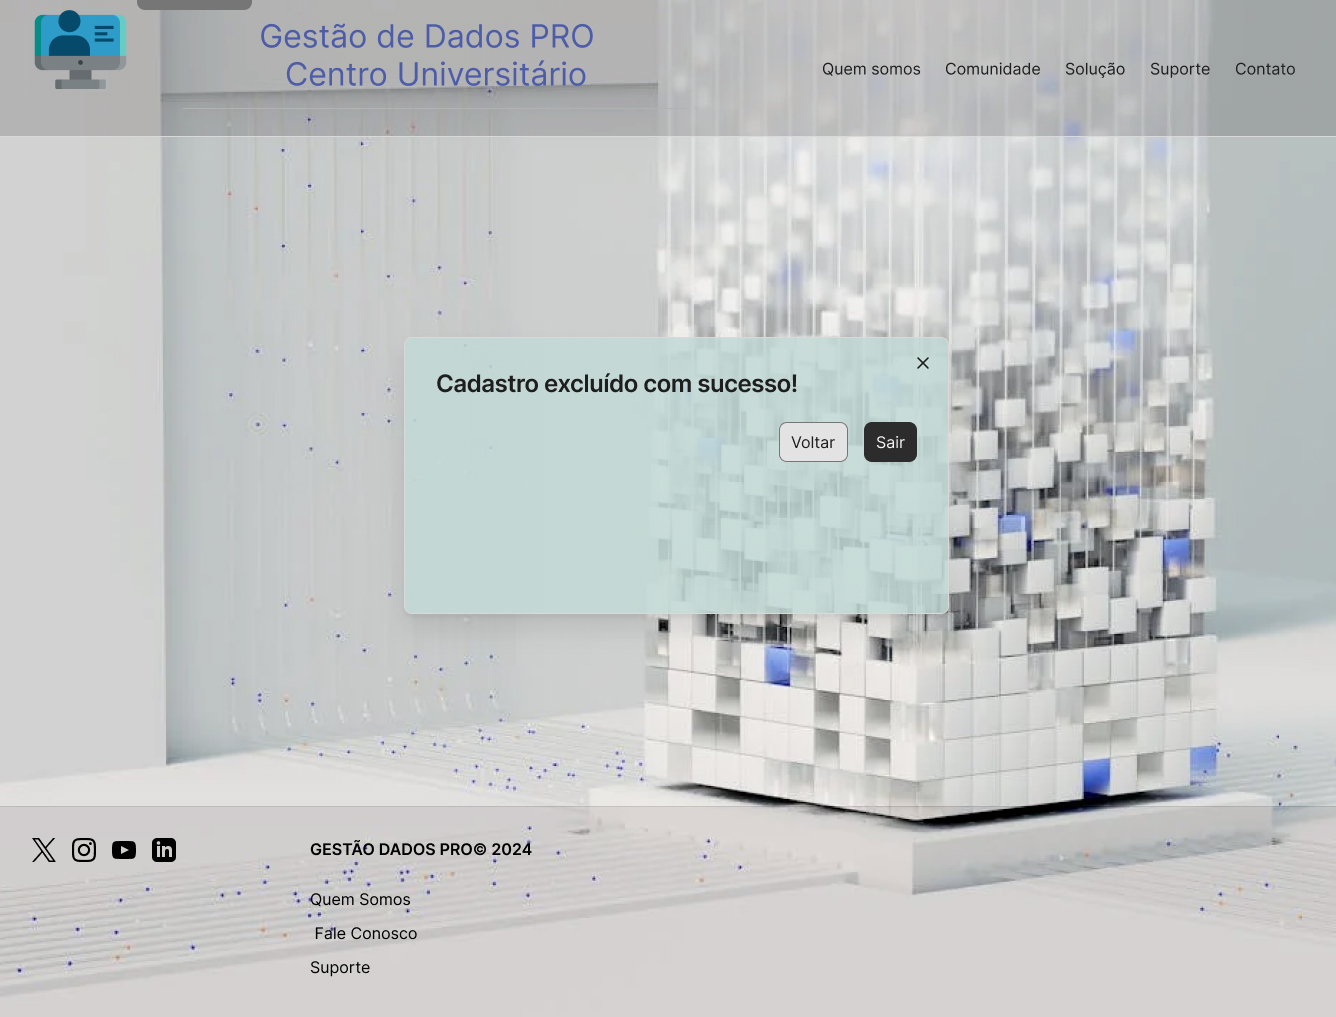 Gestão de Dados PRO
Centro Universitário
Quem somos Comunidade Solução Suporte Contato
Cadastro excluído com sucesso!
Voltar Sair
GESTÃO DADOS PRO© 2024
Quem Somos
Fale Conosco
Suporte